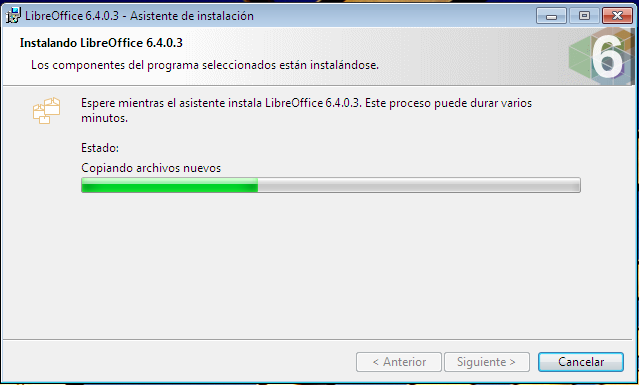 LibreOffice 6.4.0.3 - Asistente de instalación
Instalando LibreOffice 6.4.0.3
Los componentes del programa seleccionados están instalándose.
6
Espere mientras el asistente instala LibreOffice 6.4.0.3. Este proceso puede durar varios
minutos.
Estado:
Copiando archivos nuevos
< Anterior
Siguiente >
Cancelar